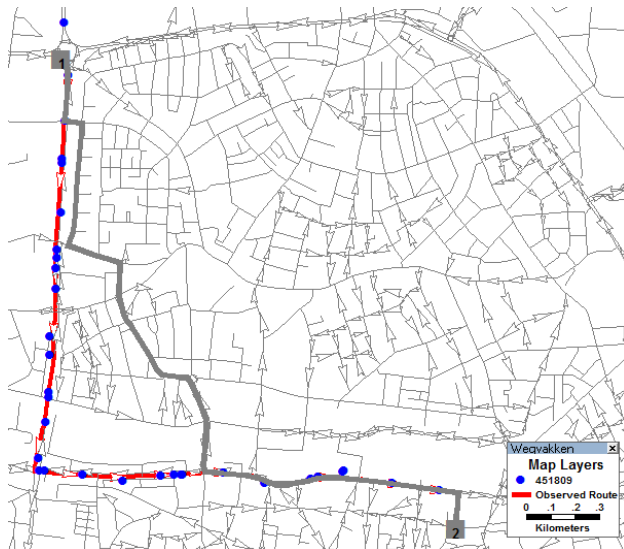 1
Wegvakken
Map Layers
451809
Observed Route
0 .1 .2 .3
Kilometers
2